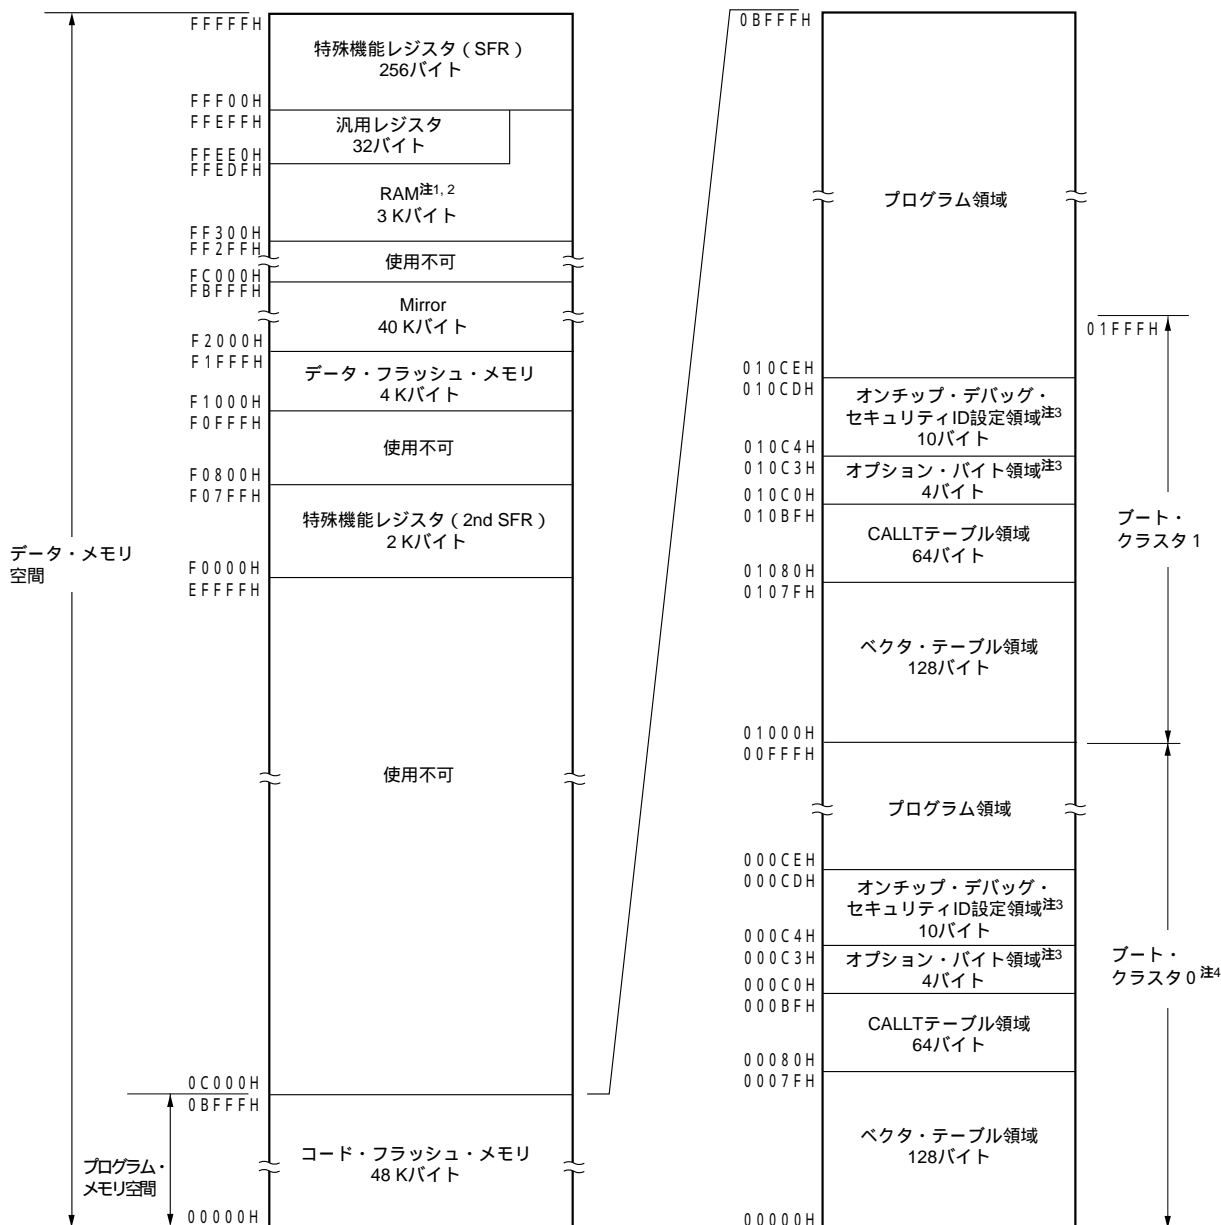 FFFFFH
特殊機能レジスタ(SFR)
256バイト
FFF00H
FFEFFH
汎用レジスタ
32バイト
FFEE0H
FFEDFH
RAM注1, 2
3 Kバイト
FF300H
FF2FFH
使用不可
FC000H
FBFFFH
Mirror
40 Kバイト
F2000H
F1FFFH
データ・フラッシュ・メモリ
4 Kバイト
F1000H
F0FFFH
使用不可
F0800H
F07FFH
特殊機能レジスタ(2nd SFR)
2 Kバイト
データ・メモリ
空間
F0000H
EFFFFH
使用不可
0C000H
0BFFFH
コード・フラッシュ・メモリ
48 Kバイト
プログラム・
メモリ空間
00000H
0BFFFH
プログラム領域
01FFFH
010CEH
010CDH
オンチップ・デバッグ・
セキュリティID設定領域注3
10バイト
010C4H
010C3H
オプション・バイト領域注3
4バイト
010C0H
010BFH
CALLTテーブル領域
64バイト
ブート・
クラスタ1
01080H
0107FH
ベクタ・テーブル領域
128バイト
01000H
00FFFH
プログラム領域
000CEH
000CDH
オンチップ・デバッグ・
セキュリティID設定領域注3
10バイト
000C4H
000C3H
オプション・バイト領域注3
4バイト
ブート・
クラスタ0注4
000C0H
000BFH
CALLTテーブル領域
64バイト
00080H
0007FH
ベクタ・テーブル領域
128バイト
00000H